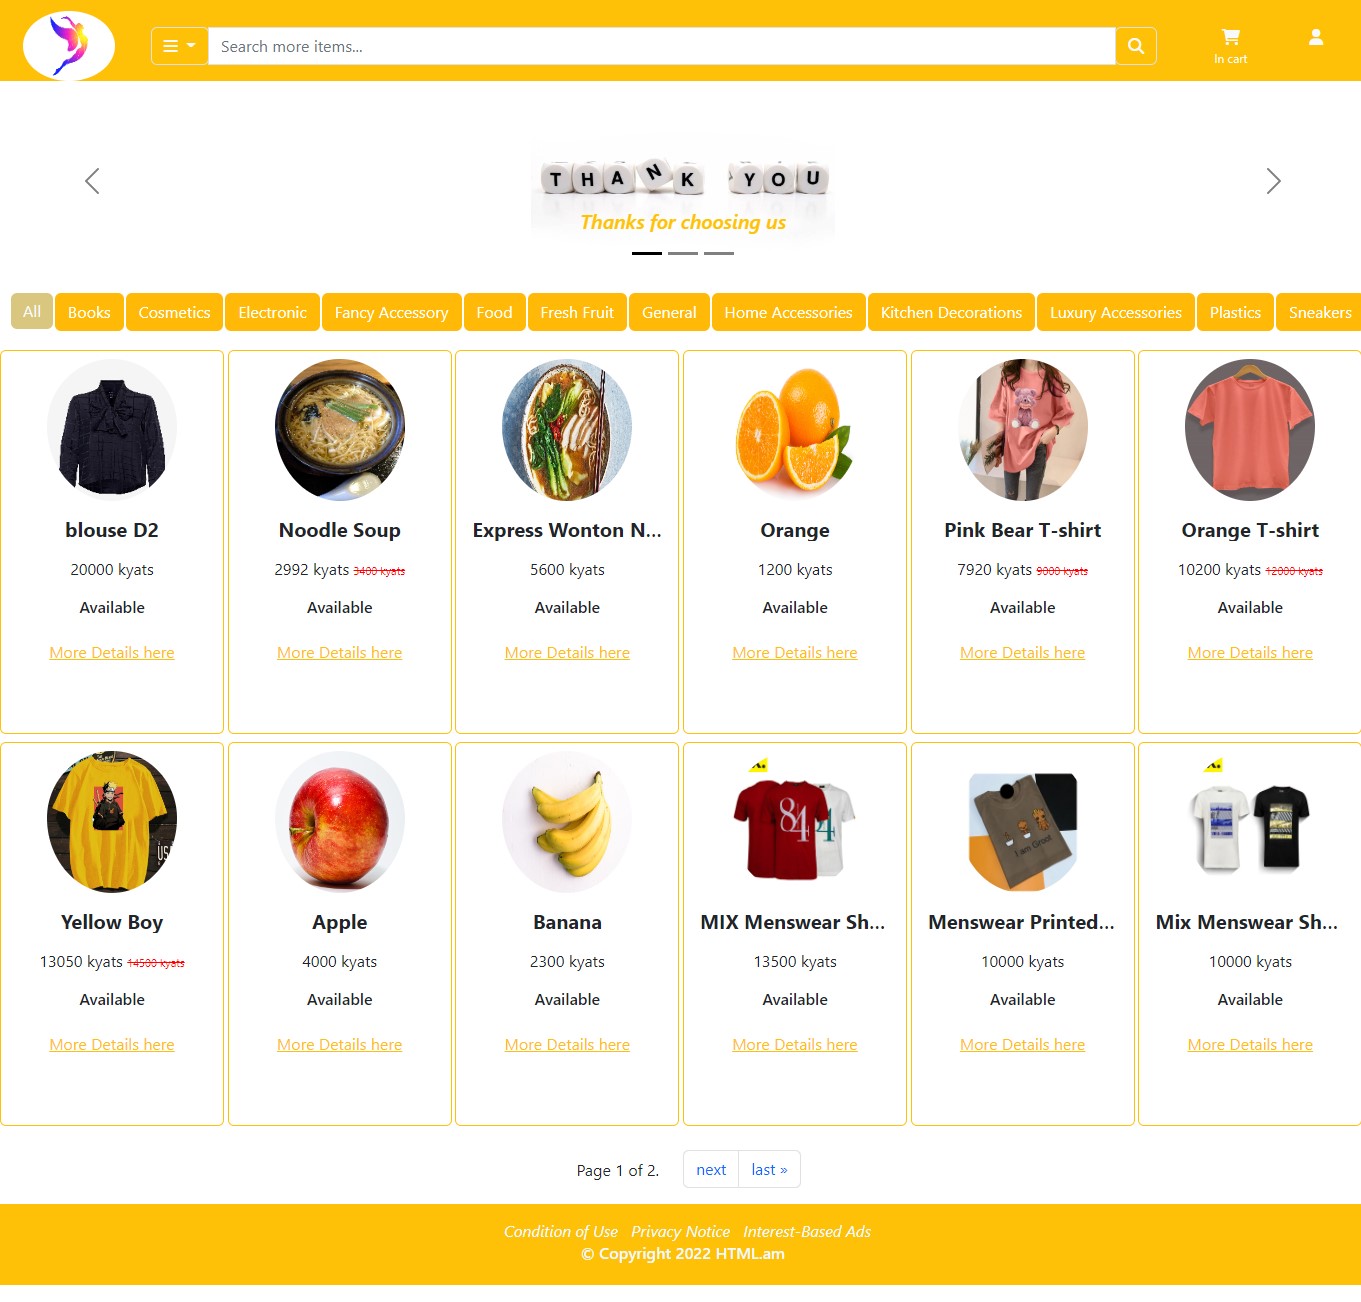 Search more items...
In cart
THANK YOU
Thanks for choosing us
All Books Cosmetics Electronic Fancy Accessory Food Fresh Fruit General Home Accessories Kitchen Decorations Luxury Accessories Plastics Sneakers
blouse D2
20000 kyats
Available
More Details here
Noodle Soup
2992 kyats 3400 kyats
Available
More Details here
Express Wonton N...
5600 kyats
Available
More Details here
Orange
1200 kyats
Available
More Details here
Pink Bear T-shirt
7920 kyats 9000 kyats
Available
More Details here
Orange T-shirt
10200 kyats 12000 kyats
Available
More Details here
Yellow Boy
13050 kyats 14500 kyats
Available
More Details here
Apple
4000 kyats
Available
More Details here
Banana
2300 kyats
Available
More Details here
84
MIX Menswear Sh...
13500 kyats
Available
More Details here
I am Groot
Menswear Printed...
10000 kyats
Available
More Details here
Mix Menswear Sh...
10000 kyats
Available
More Details here
Page 1 of 2. next last »
Condition of Use Privacy Notice Interest-Based Ads
© Copyright 2022 HTML.am